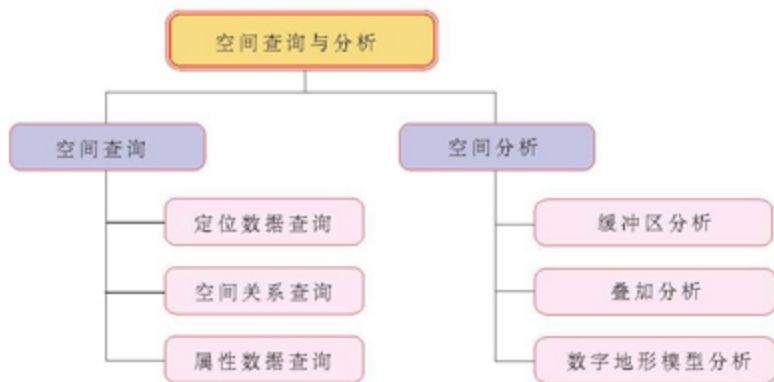 空间查询与分析
空间查询
空间分析
定位数据查询
缓冲区分析
空间关系查询
叠加分析
属性数据查询
数字地形模型分析